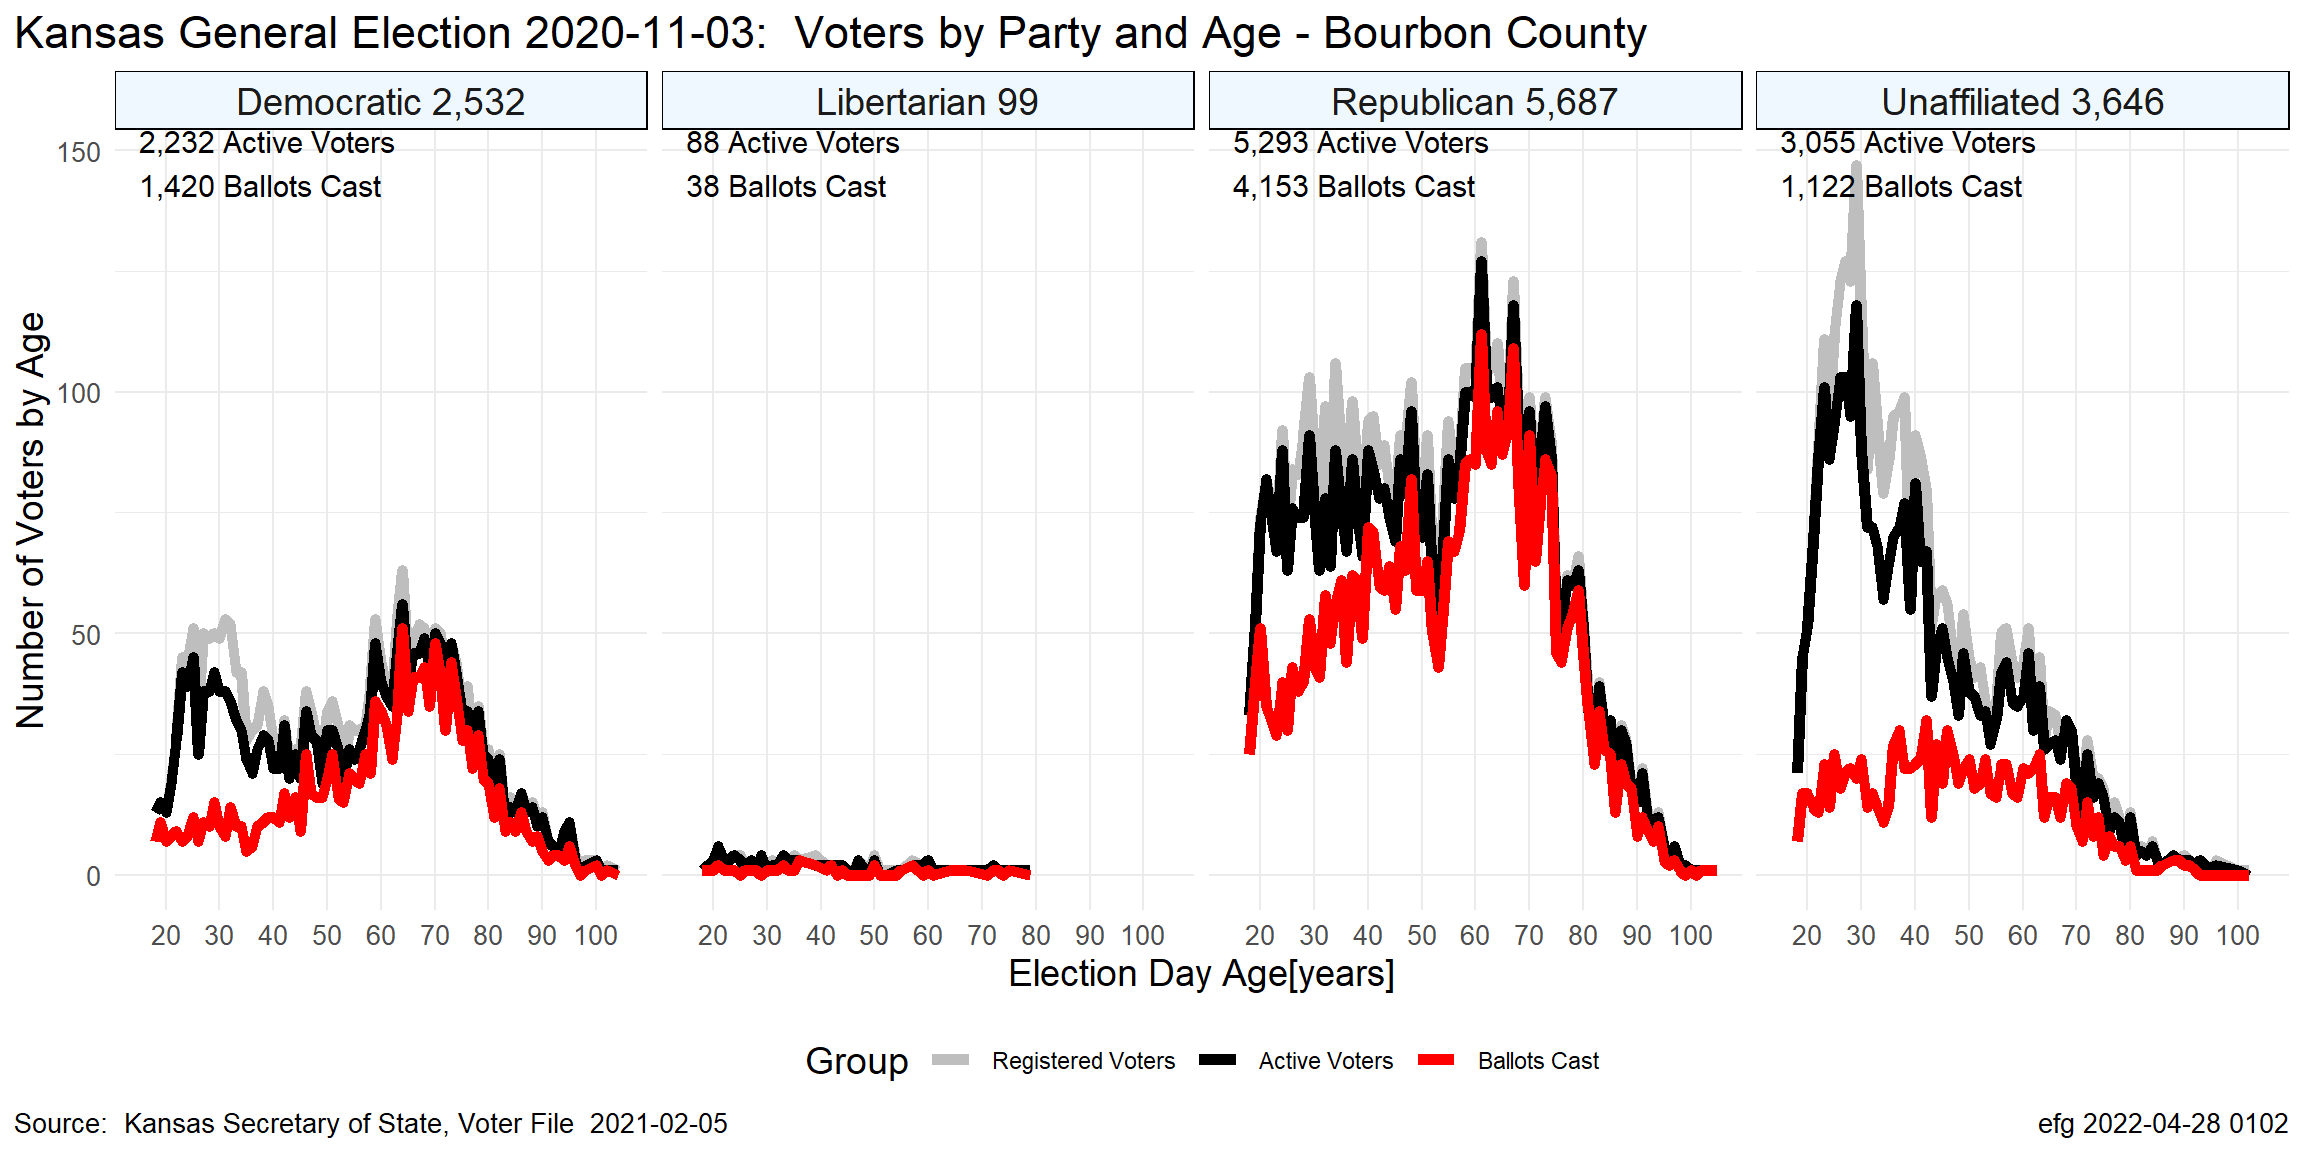 Kansas General Election 2020-11-03:  Voters by Party and Age - Bourbon County
Democratic 2,532
Libertarian 99
Republican 5,687
Unaffiliated 3,646
2,232 Active Voters
1,420 Ballots Cast
88 Active Voters
38 Ballots Cast
5,293 Active Voters
4,153 Ballots Cast
3,055 Active Voters
1,122 Ballots Cast
Number of Voters by Age
150
100
50
0
20 30 40 50 60 70 80 90 100
20 30 40 50 60 70 80 90 100
20 30 40 50 60 70 80 90 100
20 30 40 50 60 70 80 90 100
Election Day Age[years]
Group Registered Voters Active Voters Ballots Cast
Source:  Kansas Secretary of State, Voter File  2021-02-05
efg 2022-04-28 0102